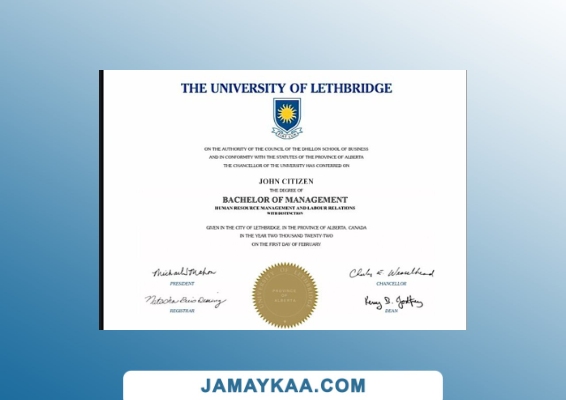 THE UNIVERSITY OF LETHBRIDGE
ON THE AUTHORITY OF THE COUNCIL OF THE DHILLON SCHOOL OF BUSINESS
AND IN CONFORMITY WITH THE STATUTES OF THE PROVINCE OF ALBERTA
THE CHANCELLOR OF THE UNIVERSITY HAS CONFERRED ON
JOHN CITIZEN
THE DEGREE OF
BACHELOR OF MANAGEMENT
HUMAN RESOURCE MANAGEMENT AND LABOUR RELATIONS
WITH DISTINCTION
GIVEN IN THE CITY OF LETHBRIDGE, IN THE PROVINCE OF ALBERTA, CANADA
IN THE YEAR TWO THOUSAND TWENTY TWO
ON THE FIRST DAY OF FEBRUARY
PRESIDENT
CHANCELLOR
REGISTRAR
DEAN
JAMAYKAA.COM